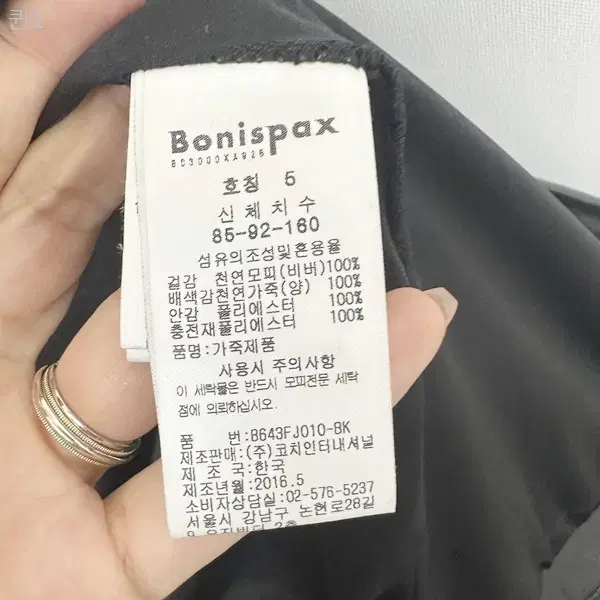 퀸
Bonispax
호칭 5
신체치수
85-92-160
섬유의조성및혼용율
겉감 천연모피(비버)100%
배색감천연가죽(양) 100%
안감 폴리에스터 100%
충전재폴리에스터 100%
품명:가죽제품
사용시 주의사항
이 세탁물은 반드시 모피전문 세탁
점에 의뢰하십시오.
품 번:B643FJ010-BK
제조판매:(주)코치인터내셔널
제 조 국:한국
제조년월:2016.5
소비자상담실:02-576-5237
서울시 강남구 논현로28길